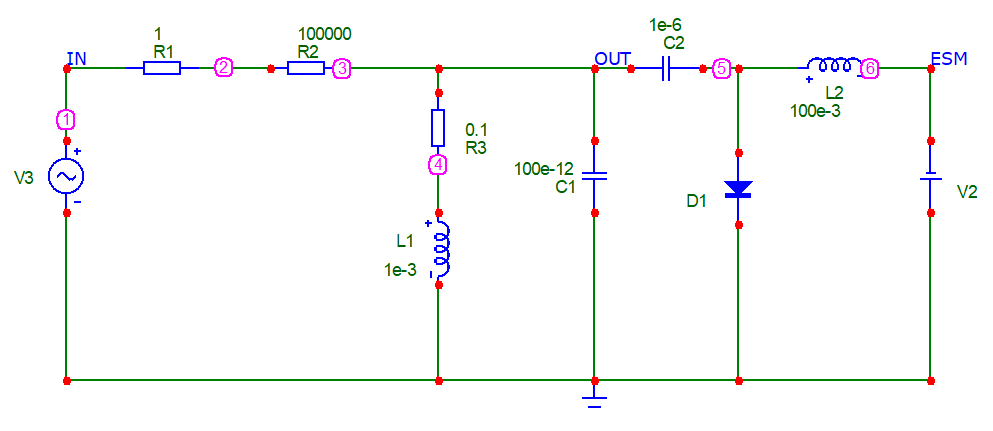 1
R1
100000
R2
1e-6
C2
IN
2
3
OUT
5
6
ESM
L2
100e-3
1
0.1
R3
4
V3
100e-12
C1
D1
V2
L1
1e-3